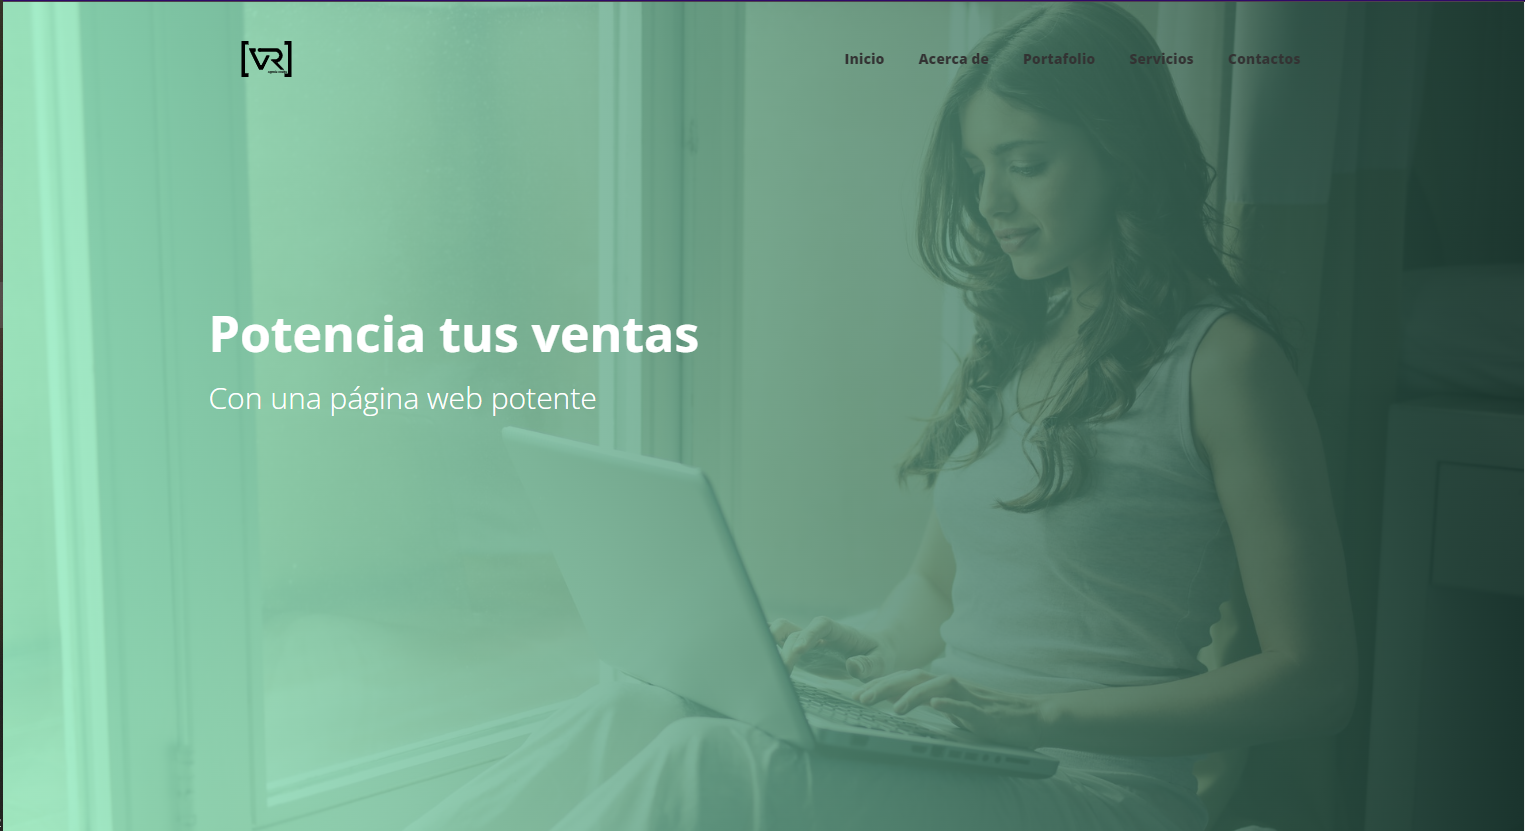 VR
Inicio Acerca de Portafolio Servicios Contactos
Potencia tus ventas
Con una página web potente